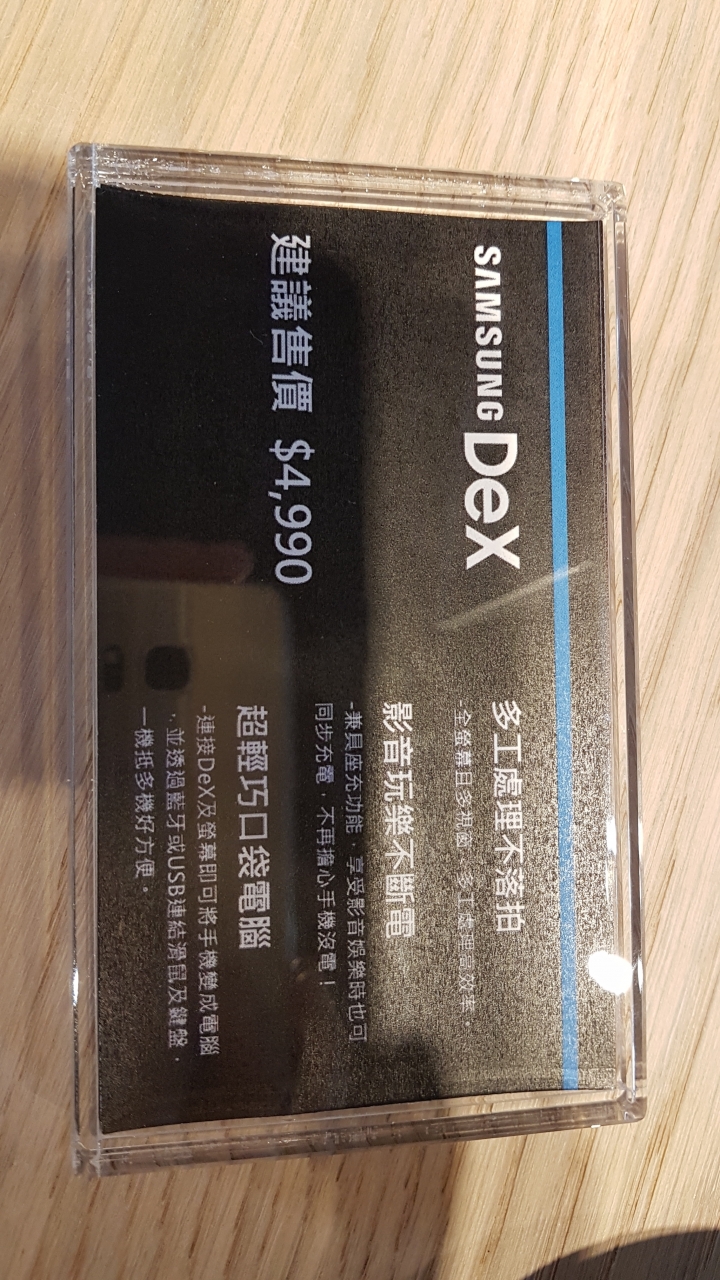 SAMSUNG DeX
建議售價 $4,990
多工處理不落拍
-全螢幕且多視窗，多工處理高效率，
影音玩樂不斷電
-兼具座充功能，享受影音娛樂時也可
同步充電，不再擔心手機沒電！
超輕巧口袋電腦
-連接DeX及螢幕即可將手機變成電腦
，並透過藍牙或USB連結滑鼠及鍵盤，
一機抵多機好方便。